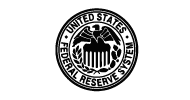 · UNITED STATES ·
FEDERAL RESERVE SYSTEM